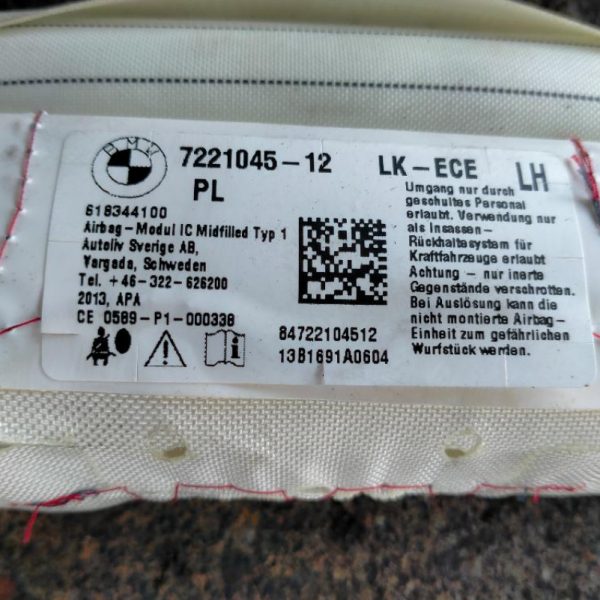 BMW
7221045-12
PL
618344100
Airbag-Modul IC Midfilled Typ 1
Autoliv Sverige AB,
Vargada, Schweden
Tel. +46-322-626200
2013, APA
CE 0589-P1-000338
84722104512
13B1691A0604
LK-ECE
LH
Umgang nur durch
geschultes Personal
erlaubt. Verwendung nur
als Insassen-
Rückhaltesystem für
Kraftfahrzeuge erlaubt
Achtung - nur inerte
Gegenstände verschrotten.
Bei Auslösung kann die
nicht montierte Airbag-
Einheit zum gefährlichen
Wurfstück werden.